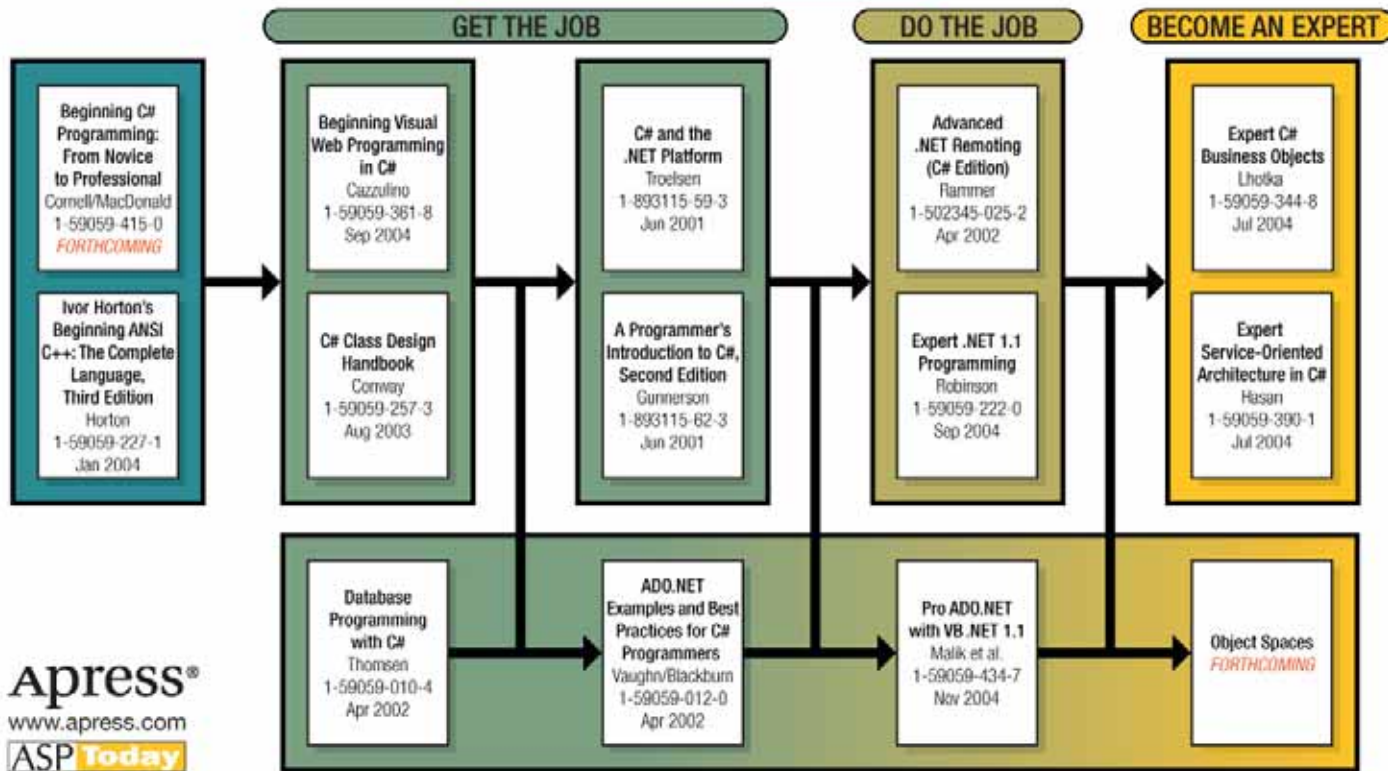 GET THE JOB
DO THE JOB
BECOME AN EXPERT
Beginning C#
Programming:
From Novice
to Professional
Cornell/MacDonald
1-59059-415-0
FORTHCOMING
Ivor Horton's
Beginning ANSI
C++: The Complete
Language,
Third Edition
Horton
1-59059-227-1
Jan 2004
Beginning Visual
Web Programming
in C#
Cazzulino
1-59059-361-8
Sep 2004
C# Class Design
Handbook
Conway
1-59059-257-3
Aug 2003
C# and the
.NET Platform
Troelsen
1-893115-59-3
Jun 2001
A Programmer's
Introduction to C#,
Second Edition
Gunnerson
1-893115-62-3
Jun 2001
Advanced
.NET Remoting
(C# Edition)
Rammer
1-502345-025-2
Apr 2002
Expert .NET 1.1
Programming
Robinson
1-59059-222-0
Sep 2004
Expert C#
Business Objects
Lhotka
1-59059-344-8
Jul 2004
Expert
Service-Oriented
Architecture in C#
Hasan
1-59059-390-1
Jul 2004
Database
Programming
with C#
Thomsen
1-59059-010-4
Apr 2002
ADO.NET
Examples and Best
Practices for C#
Programmers
Vaughn/Blackburn
1-59059-012-0
Apr 2002
Pro ADO.NET
with VB .NET 1.1
Malik et al.
1-59059-434-7
Nov 2004
Object Spaces
FORTHCOMING
Apress®
www.apress.com
ASP Today